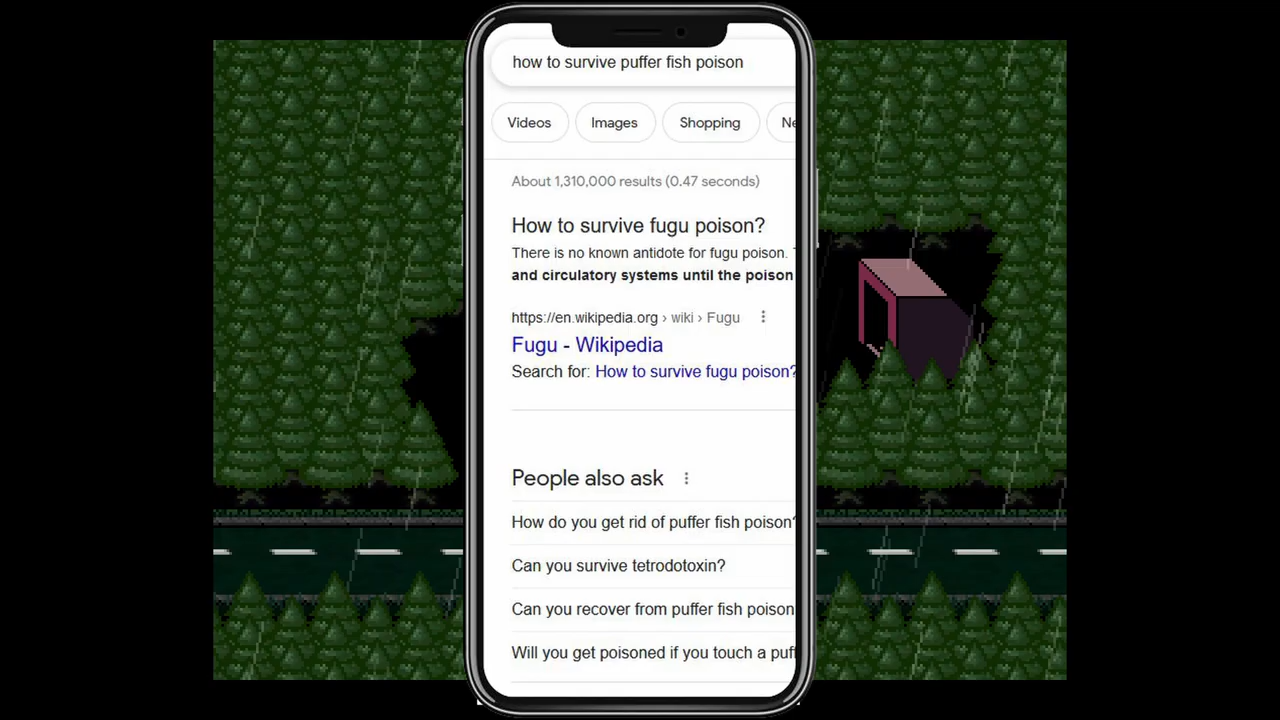 how to survive puffer fish poison
Videos Images Shopping Ne
About 1,310,000 results (0.47 seconds)
How to survive fugu poison?
There is no known antidote for fugu poison.
and circulatory systems until the poison
https://en.wikipedia.org › wiki › Fugu
Fugu - Wikipedia
Search for: How to survive fugu poison?
People also ask
How do you get rid of puffer fish poison?
Can you survive tetrodotoxin?
Can you recover from puffer fish poison
Will you get poisoned if you touch a puff